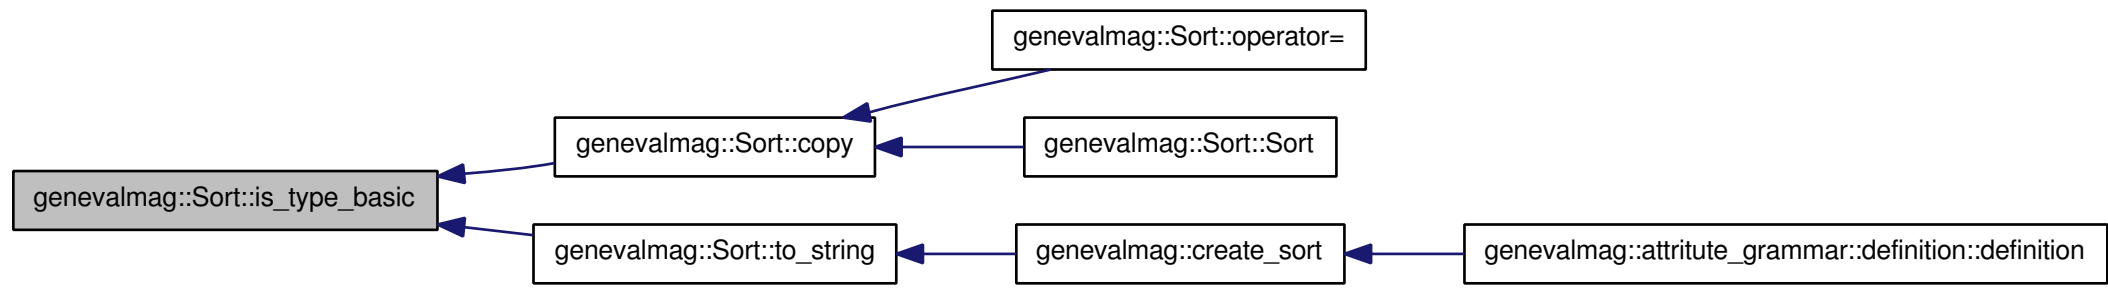 genevalmag::Sort::operator=
genevalmag::Sort::copy
genevalmag::Sort::Sort
genevalmag::Sort::is_type_basic
genevalmag::Sort::to_string
genevalmag::create_sort
genevalmag::attritute_grammar::definition::definition